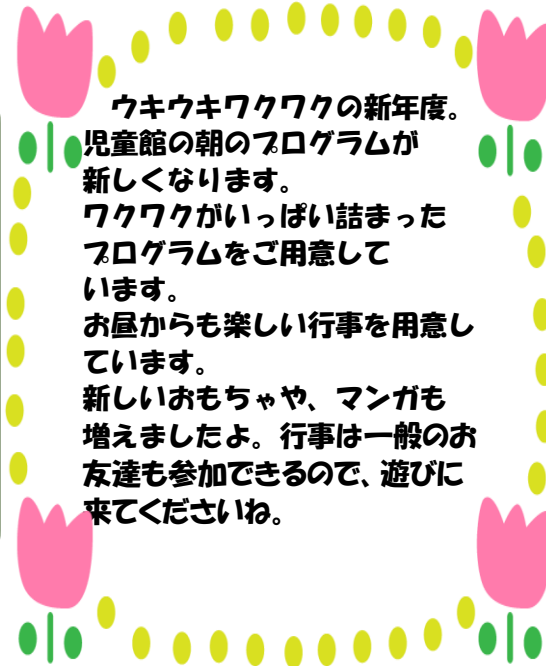 ウキウキワクワクの新年度。
児童館の朝のプログラムが
新しくなります。
ワクワクがいっぱい詰まった
プログラムをご用意して
います。
お昼からも楽しい行事を用意し
ています。
新しいおもちゃや、マンガも
増えましたよ。行事は一般のお
友達も参加できるので、遊びに
来てくださいね。